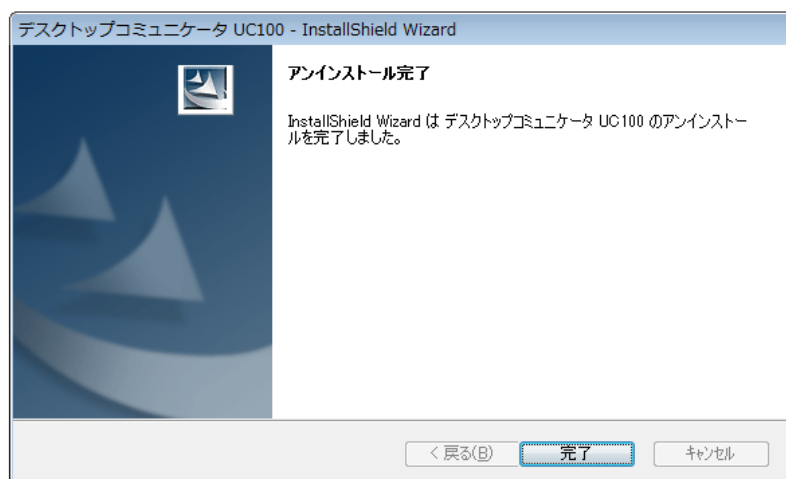 デスクトップコミュニケータ UC100 - InstallShield Wizard
アンインストール完了
InstallShield Wizard は デスクトップコミュニケータ UC100 のアンインストー
ルを完了しました。
< 戻る(B) 完了 キャンセル